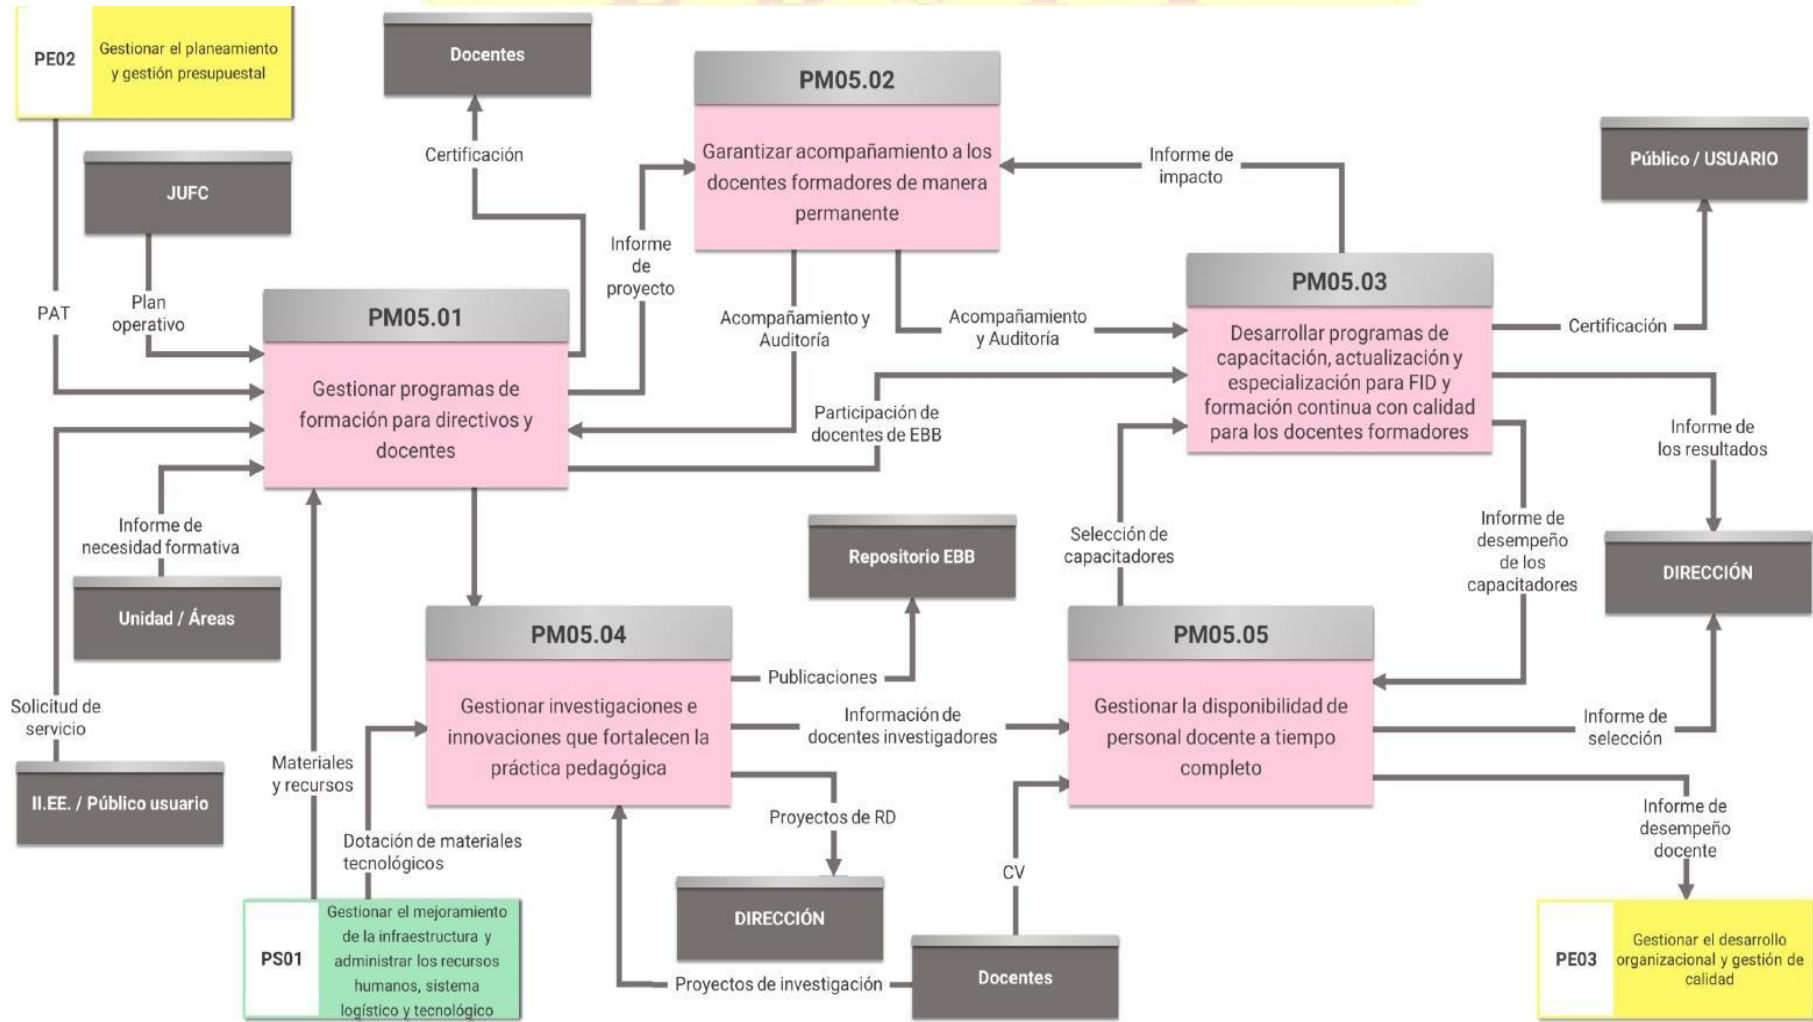 PE02
Gestionar el planeamiento
y gestión presupuestal
Docentes
PM05.02
Garantizar acompañamiento a los
docentes formadores de manera
permanente
Público / USUARIO
JUFC
Certificación
Informe de
impacto
Informe
de
proyecto
PAT
Plan
operativo
PM05.01
Gestionar programas de
formación para directivos y
docentes
Acompañamiento y
Auditoría
Acompañamiento
y Auditoría
PM05.03
Desarrollar programas de
capacitación, actualización y
especialización para FID y
formación continua con calidad
para los docentes formadores
Certificación
Participación de
docentes de EBB
Informe de
los resultados
Informe de
necesidad formativa
Unidad / Áreas
Repositorio EBB
Selección de
capacitadores
Informe de
desempeño
de los
capacitadores
DIRECCIÓN
PM05.04
Gestionar investigaciones e
innovaciones que fortalecen la
práctica pedagógica
Publicaciones
Información de
docentes investigadores
PM05.05
Gestionar la disponibilidad de
personal docente a tiempo
completo
Informe de
selección
Solicitud de
servicio
II.EE. / Público usuario
Materiales
y recursos
Dotación de materiales
tecnológicos
Proyectos de RD
CV
Informe de
desempeño
docente
PS01
Gestionar el mejoramiento
de la infraestructura y
administrar los recursos
humanos, sistema
logístico y tecnológico
DIRECCIÓN
Proyectos de investigación
Docentes
PE03
Gestionar el desarrollo
organizacional y gestión de
calidad